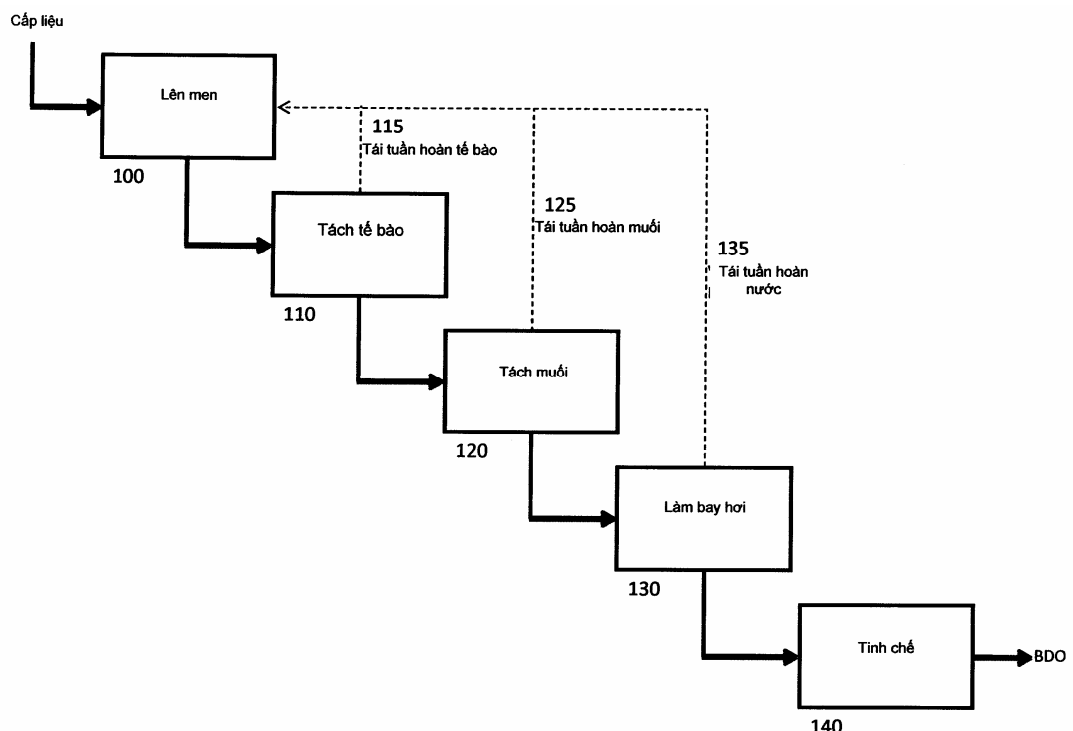 Cấp liệu
Lên men
100
115
Tái tuần hoàn tế bào
Tách tế bào
110
125
Tái tuần hoàn muối
Tách muối
120
135
Tái tuần hoàn
nước
Làm bay hơi
130
Tinh chế
BDO
140